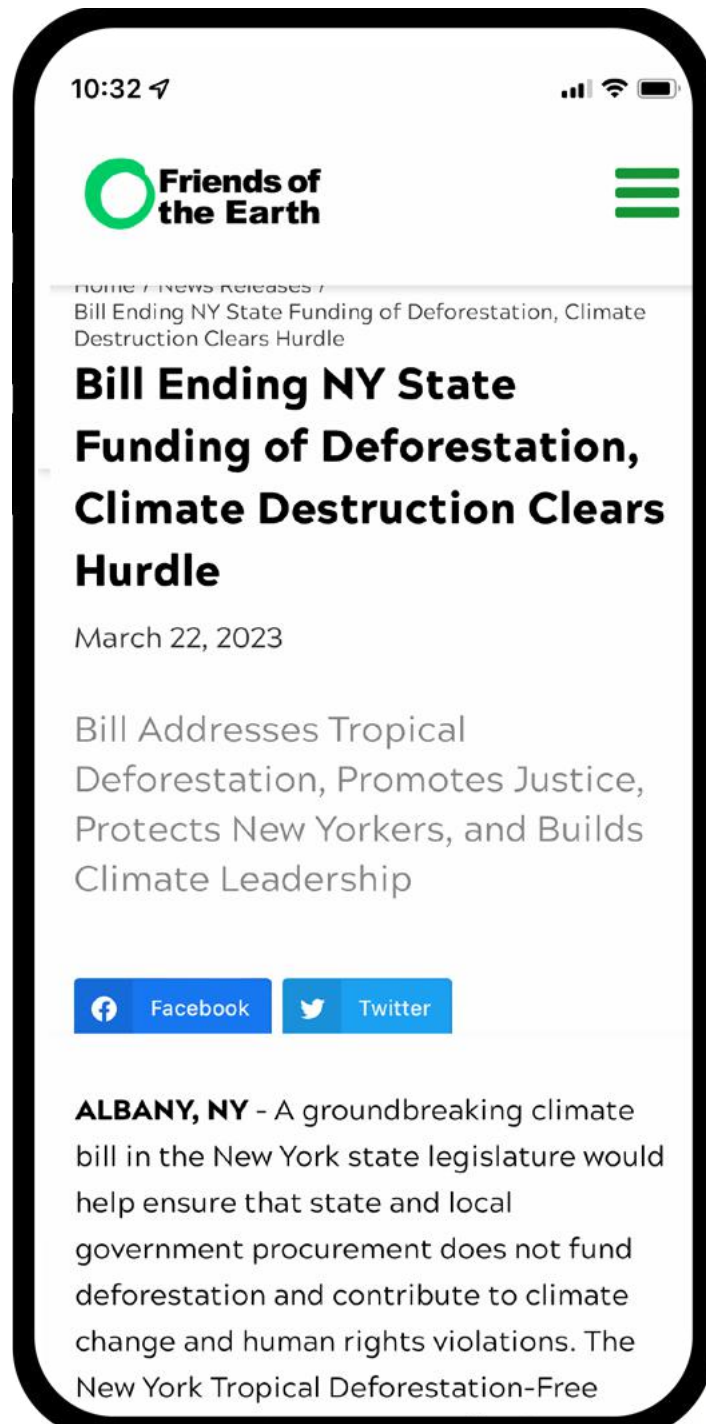 10:32
Friends of
the Earth
Home / News Releases /
Bill Ending NY State Funding of Deforestation, Climate
Destruction Clears Hurdle
Bill Ending NY State
Funding of Deforestation,
Climate Destruction Clears
Hurdle
March 22, 2023
Bill Addresses Tropical
Deforestation, Promotes Justice,
Protects New Yorkers, and Builds
Climate Leadership
Facebook
Twitter
ALBANY, NY - A groundbreaking climate
bill in the New York state legislature would
help ensure that state and local
government procurement does not fund
deforestation and contribute to climate
change and human rights violations. The
New York Tropical Deforestation-Free